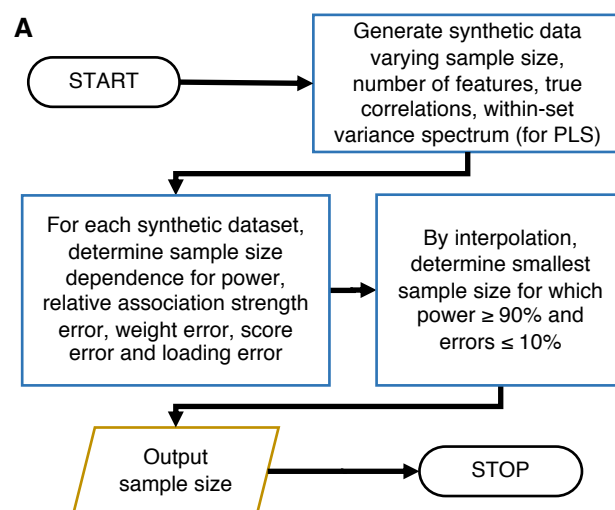 A
START
Generate synthetic data
varying sample size,
number of features, true
correlations, within-set
variance spectrum (for PLS)
For each synthetic dataset,
determine sample size
dependence for power,
relative association strength
error, weight error, score
error and loading error
By interpolation,
determine smallest
sample size for which
power ≥ 90% and
errors ≤ 10%
Output
sample size
STOP